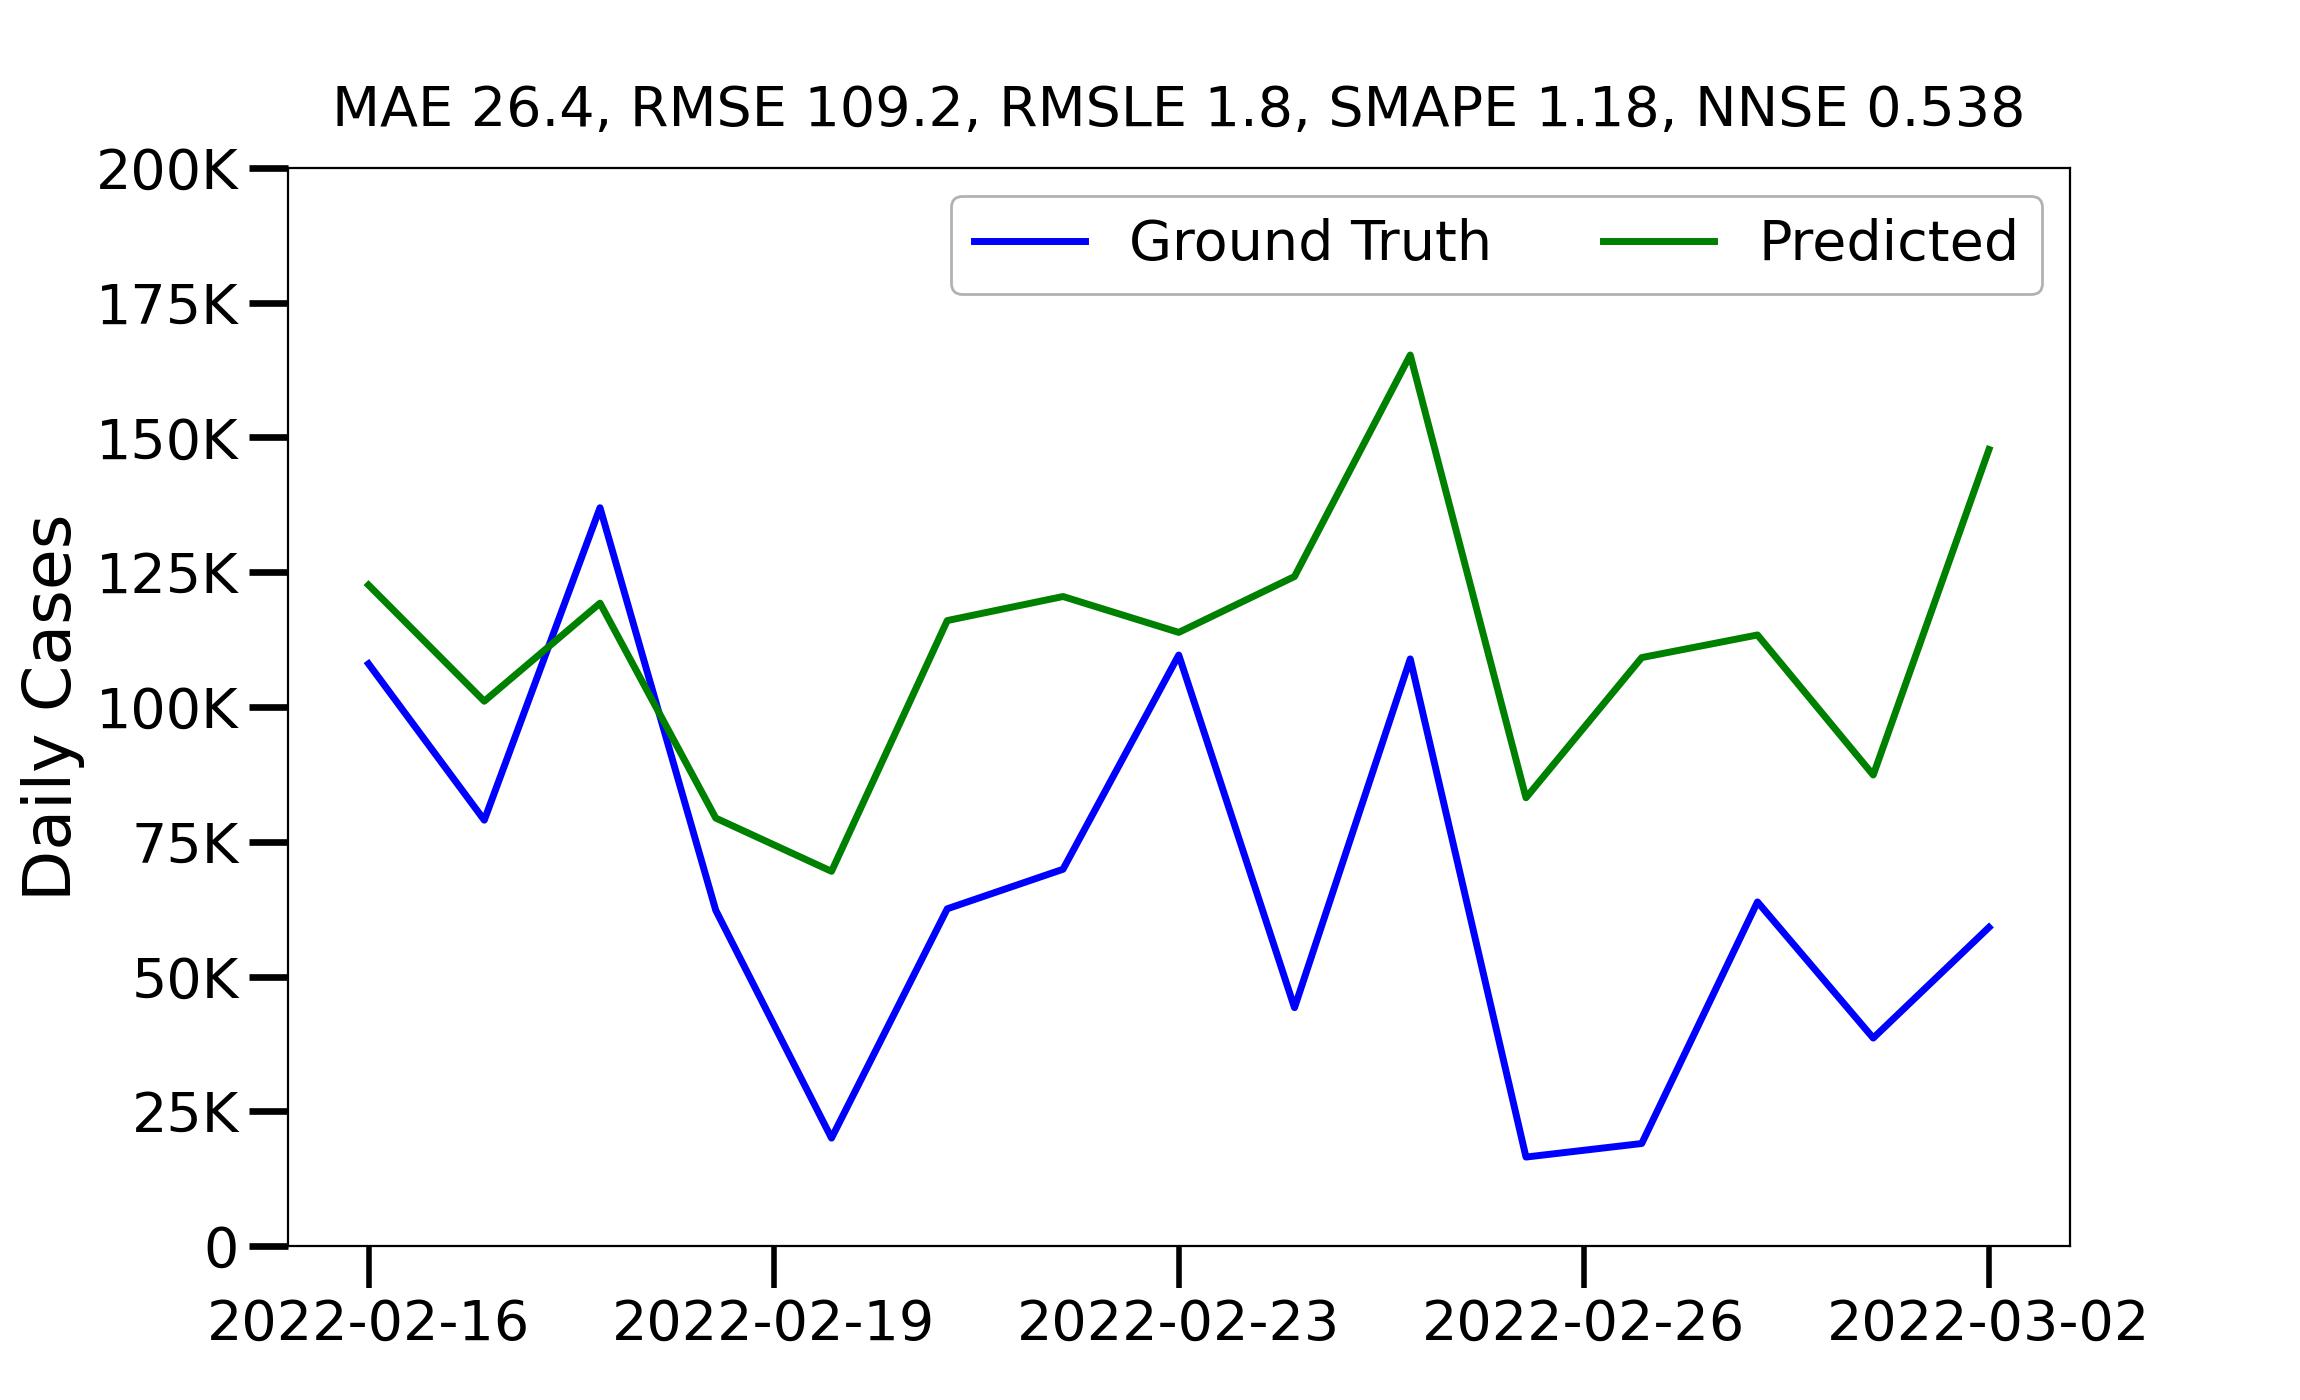 MAE 26.4, RMSE 109.2, RMSLE 1.8, SMAPE 1.18, NNSE 0.538
Ground Truth
Predicted
Daily Cases
200K
175K
150K
125K
100K
75K
50K
25K
0
2022-02-16
2022-02-19
2022-02-23
2022-02-26
2022-03-02